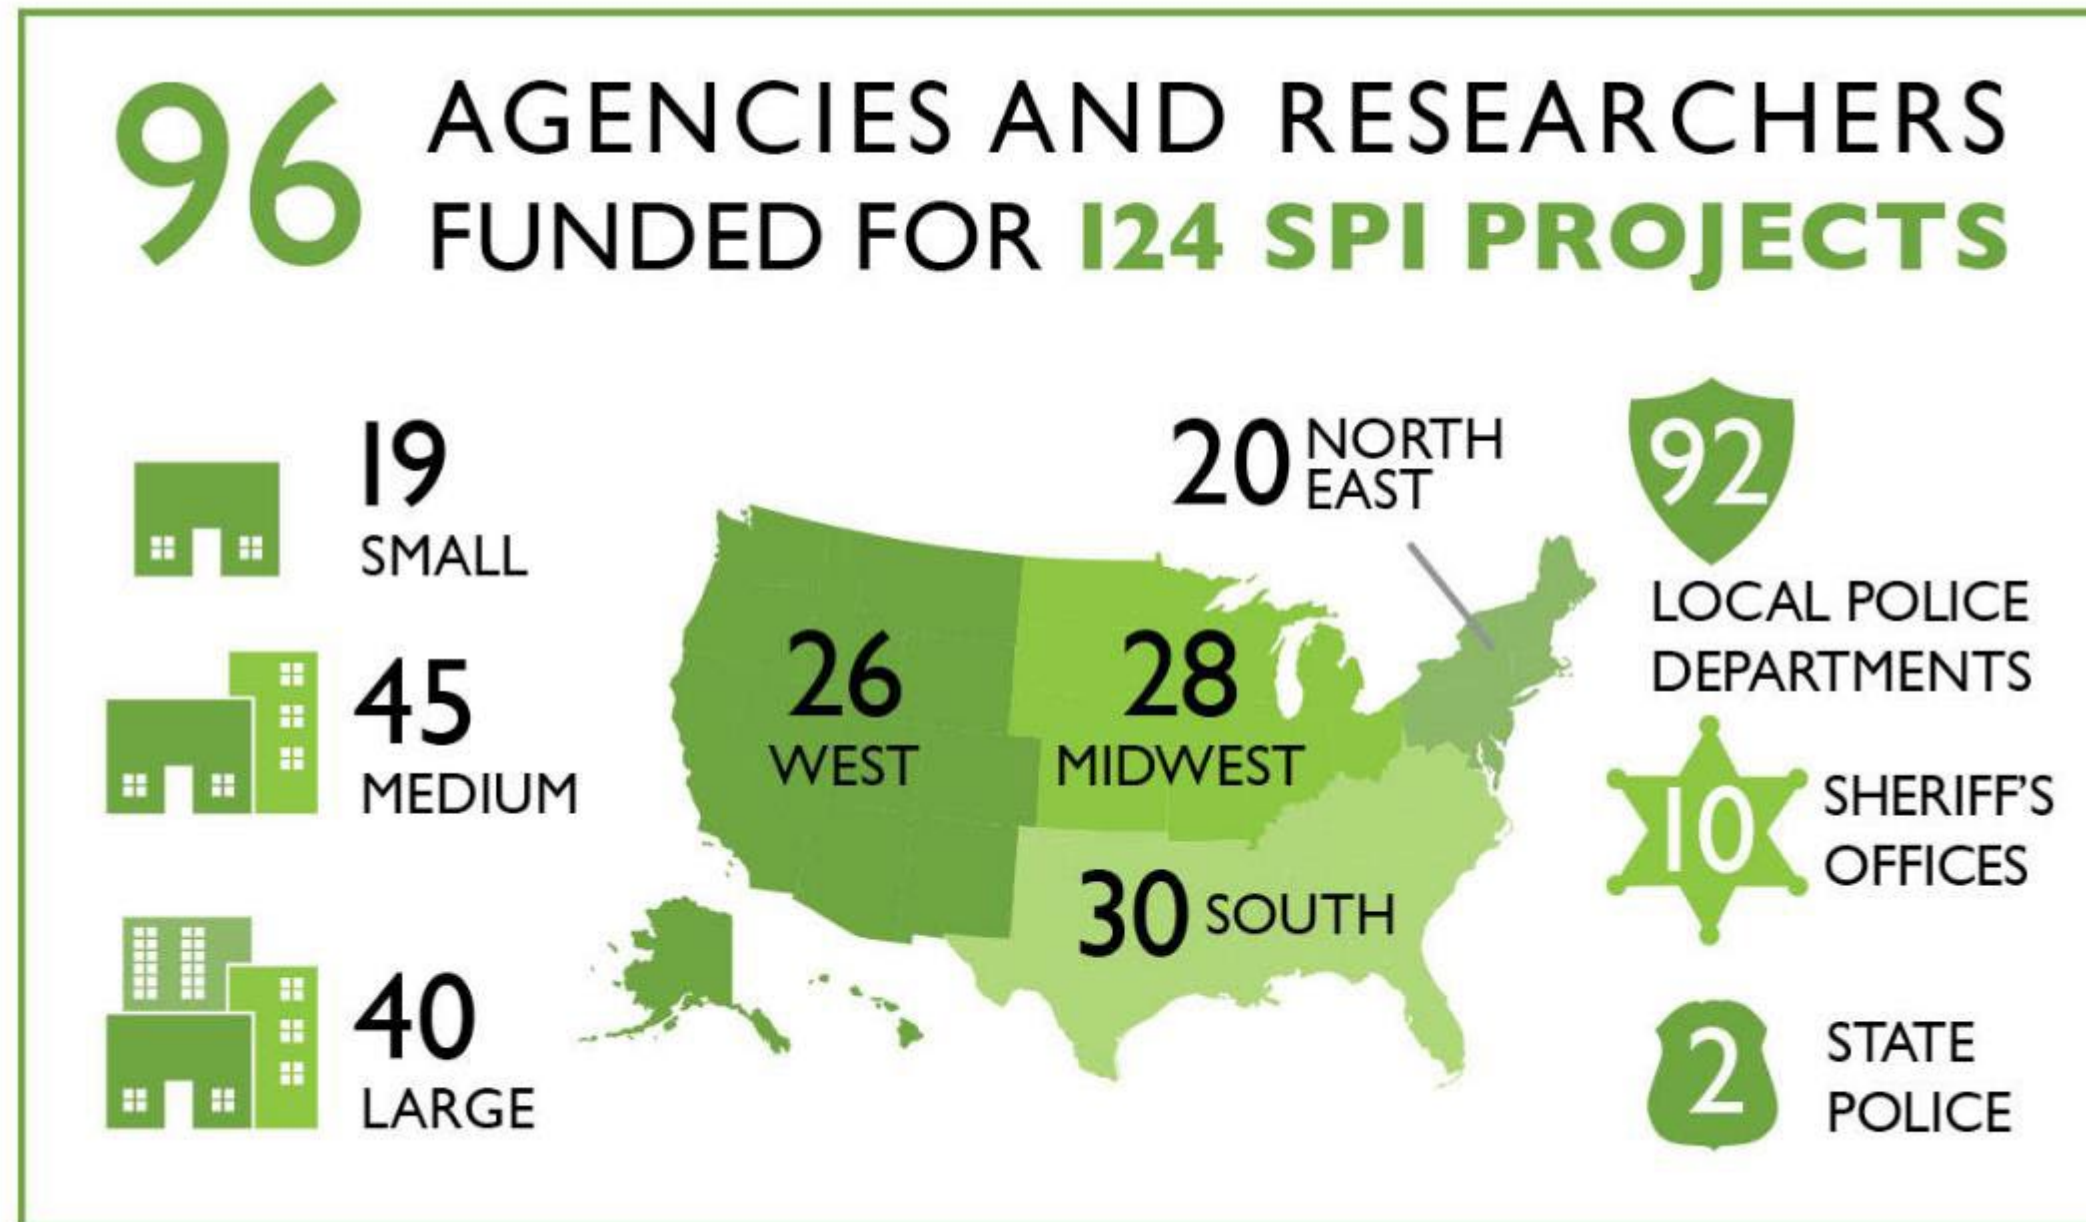 96 AGENCIES AND RESEARCHERS
FUNDED FOR 124 SPI PROJECTS
19
SMALL
45
MEDIUM
40
LARGE
20 NORTH
EAST
26
WEST
28
MIDWEST
30 SOUTH
92
LOCAL POLICE
DEPARTMENTS
10 SHERIFF'S
OFFICES
2 STATE
POLICE